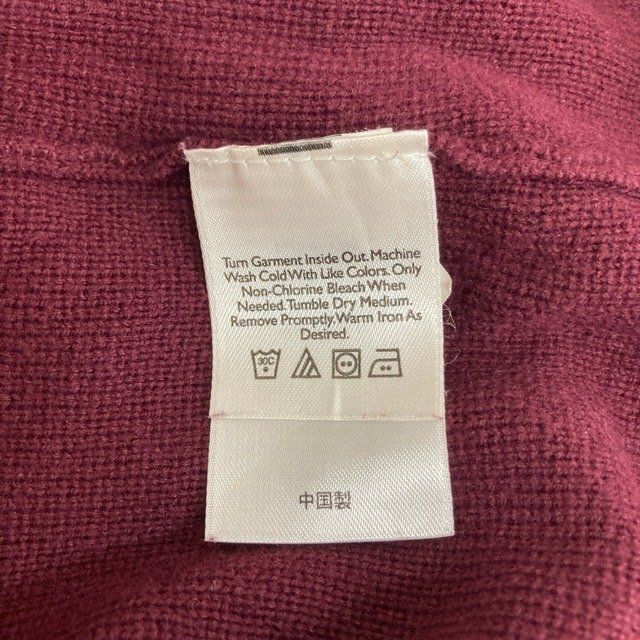 Turn Garment Inside Out. Machine
Wash Cold With Like Colors. Only
Non-Chlorine Bleach When
Needed. Tumble Dry Medium.
Remove Promptly. Warm Iron As
Desired.
30C
中国製